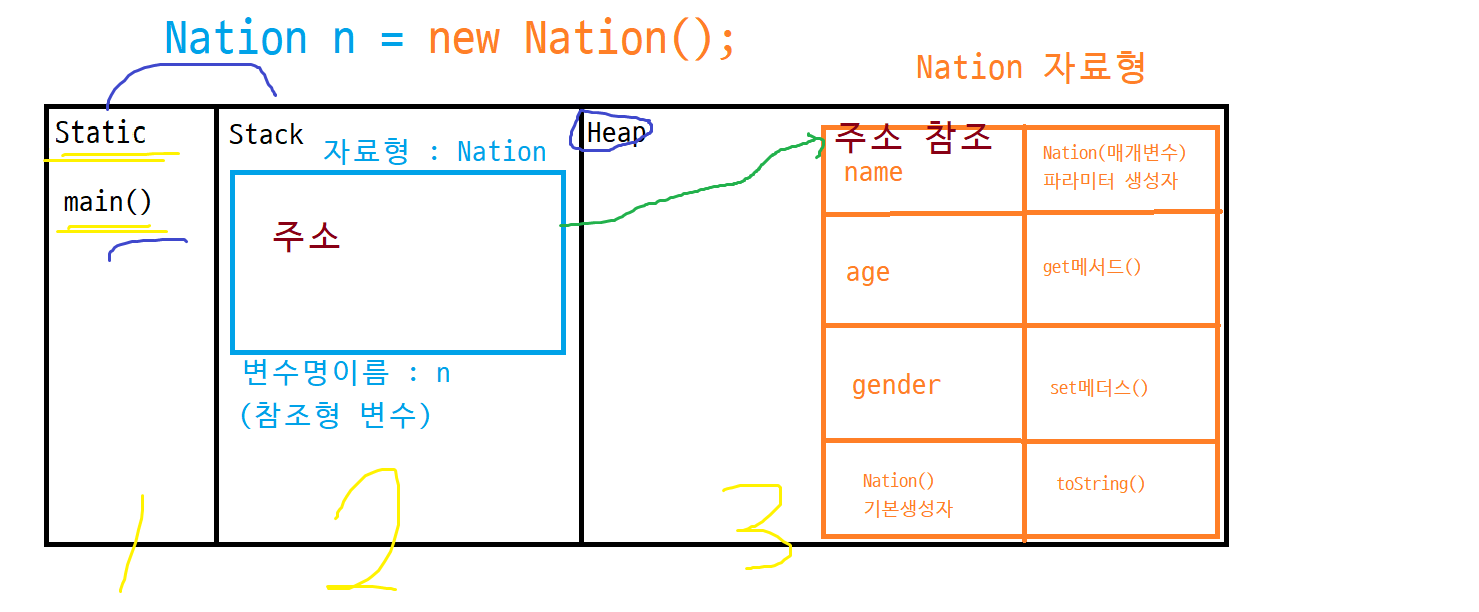 Nation n = new Nation();
Nation 자료형
Static
main()
Stack
자료형 : Nation
주소
변수명이름 : n
(참조형 변수)
Heap
주소 참조
name
Nation(매개변수)
파라미터 생성자
age
get메서드()
gender
set메더스()
Nation()
기본생성자
toString()
1
2
3